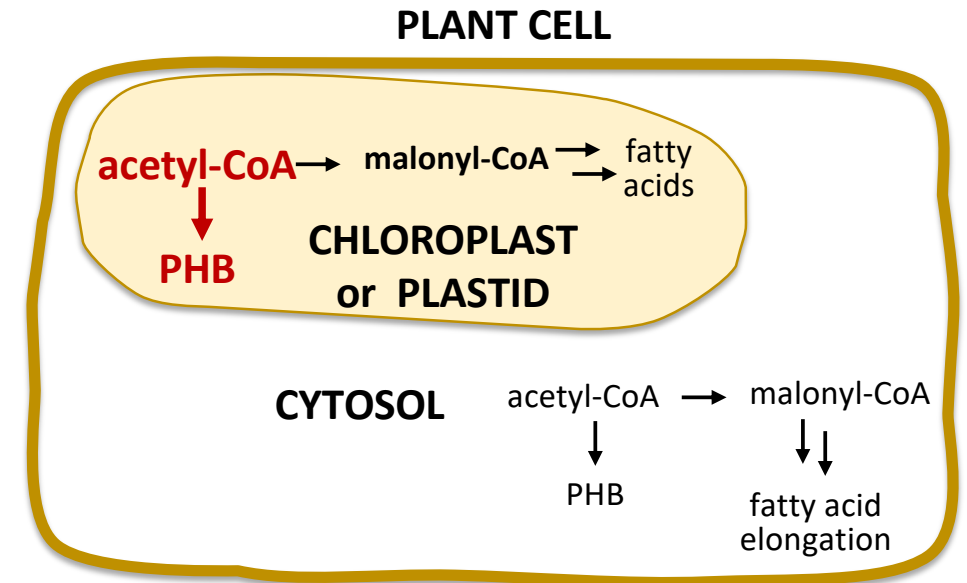 PLANT CELL
acetyl-CoA
malonyl-CoA
fatty
acids
PHB
CHLOROPLAST
or PLASTID
CYTOSOL
acetyl-CoA
malonyl-CoA
PHB
fatty acid
elongation